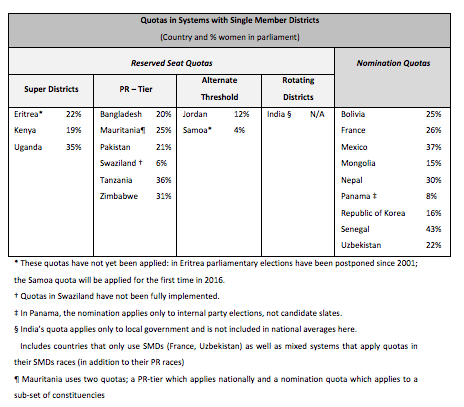 Quotas in Systems with Single Member Districts
(Country and % women in parliament)
Reserved Seat Quotas
Nomination Quotas
Super Districts
PR – Tier
Alternate Threshold
Rotating Districts
Eritrea* 22% Bangladesh 20% Jordan 12% India § N/A Bolivia 25%
Kenya 19% Mauritania¶ 25% Samoa* 4% France 26%
Uganda 35% Pakistan 21% Mexico 37%
Swaziland † 6% Mongolia 15%
Tanzania 36% Nepal 30%
Zimbabwe 31% Panama ‡ 8%
Republic of Korea 16%
Senegal 43%
Uzbekistan 22%
* These quotas have not yet been applied: in Eritrea parliamentary elections have been postponed since 2001;
the Samoa quota will be applied for the first time in 2016.
† Quotas in Swaziland have not been fully implemented.
‡ In Panama, the nomination applies only to internal party elections, not candidate slates.
§ India's quota applies only to local government and is not included in national averages here.
Includes countries that only use SMDs (France, Uzbekistan) as well as mixed systems that apply quotas in
their SMDs races (in addition to their PR races)
¶ Mauritania uses two quotas; a PR-tier which applies nationally and a nomination quota which applies to a
sub-set of constituencies